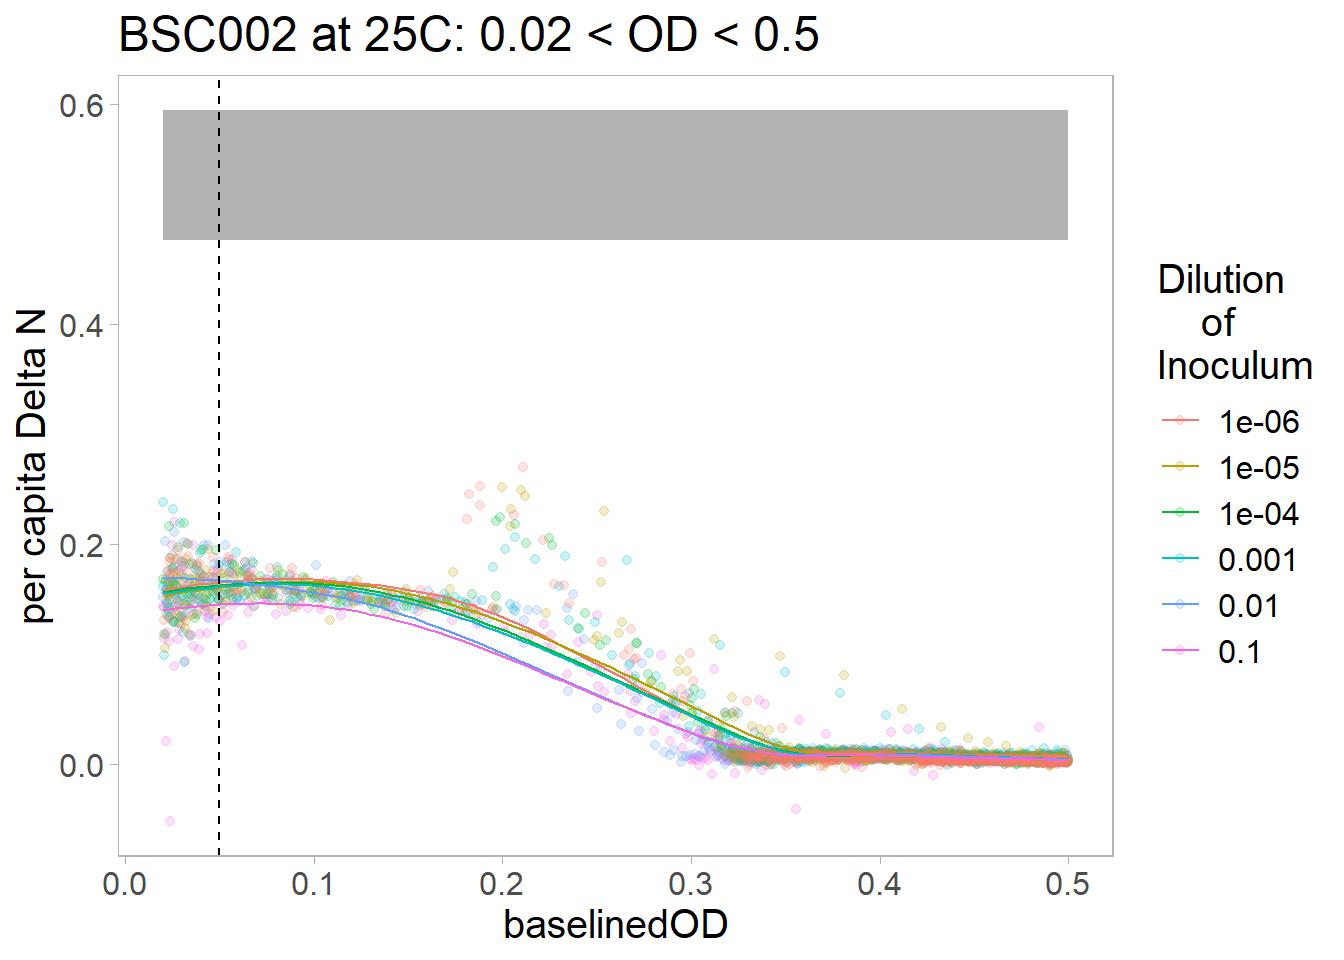 BSC002 at 25C: 0.02 < OD < 0.5
per capita Delta N
0.6
0.4
0.2
0.0
0.0 0.1 0.2 0.3 0.4 0.5
baselinedOD
Dilution
of
Inoculum
1e-06
1e-05
1e-04
0.001
0.01
0.1